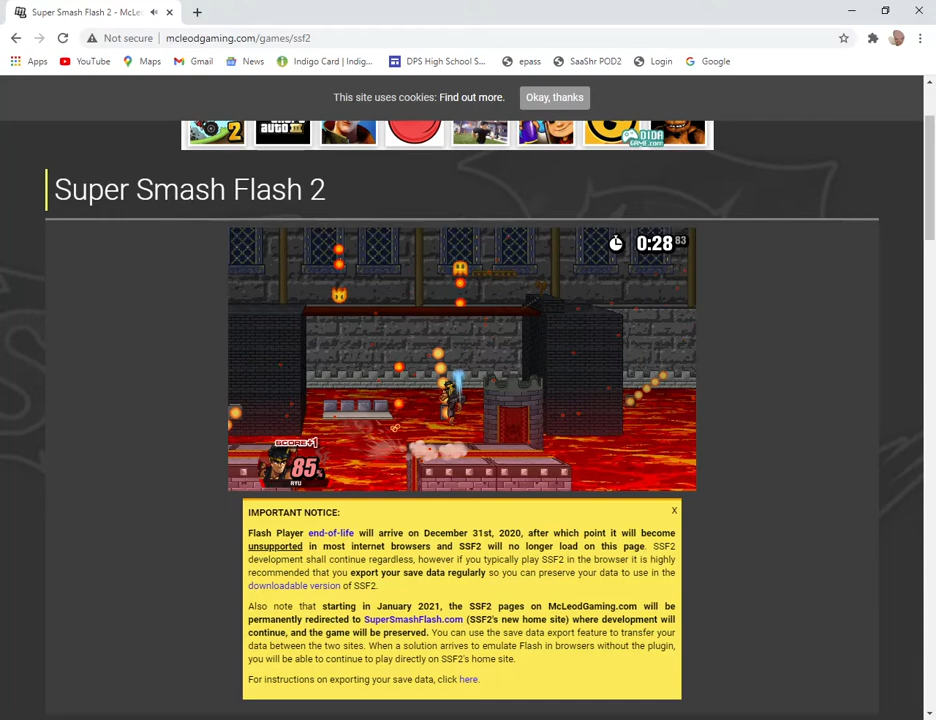 Super Smash Flash 2 - McLe
Not secure
mcleodgaming.com/games/ssf2
Apps YouTube Maps Gmail News Indigo Card | Indig... DPS High School S... epass SaaShr POD2 Login Google
This site uses cookies: Find out more. Okay, thanks
2
III
DIDA
GAME.com
Super Smash Flash 2
0:28 83
SCORE+1
85%
RYU
IMPORTANT NOTICE:
X
Flash Player end-of-life will arrive on December 31st, 2020, after which point it will become
unsupported in most internet browsers and SSF2 will no longer load on this page. SSF2
development shall continue regardless, however if you typically play SSF2 in the browser it is highly
recommended that you export your save data regularly so you can preserve your data to use in the
downloadable version of SSF2.
Also note that starting in January 2021, the SSF2 pages on McLeodGaming.com will be
permanently redirected to SuperSmashFlash.com (SSF2's new home site) where development will
continue, and the game will be preserved. You can use the save data export feature to transfer your
data between the two sites. When a solution arrives to emulate Flash in browsers without the plugin,
you will be able to continue to play directly on SSF2's home site.
For instructions on exporting your save data, click here.